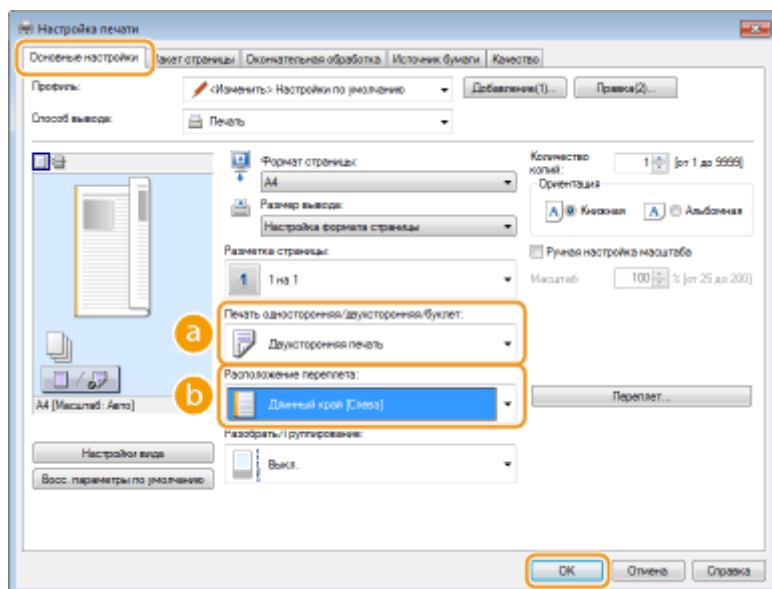 Настройка печати
Основные настройки Макет страницы Окончательная обработка Источник бумаги Качество
Профиль: <Изменить> Настройки по умолчанию Добавление(1)... Правка(2)...
Способ вывода: Печать
Формат страницы:
A4
Размер вывода:
Настройка формата страницы
Количество копий: 1 [от 1 до 9999]
Ориентация
A Книжная A Альбомная
Разметка страницы:
1 1 на 1
Ручная настройка масштаба
Масштаб: 100 % [от 25 до 200]
a
Печать односторонняя/двухсторонняя/буклет:
Двухсторонняя печать
b
Расположение переплета:
Длинный край [Слева]
Переплет...
A4 [Масштаб: Авто]
Разобрать/Группирование:
Выкл.
Настройки вида
Восс. параметры по умолчанию
OK Отмена Справка